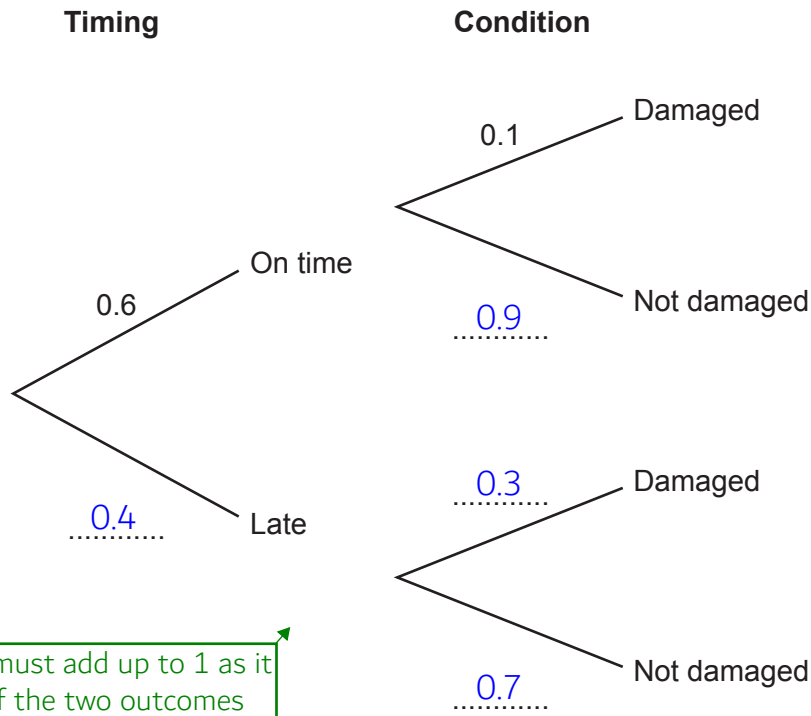 Timing
Condition
Damaged
0.1
On time
0.6
Not damaged
0.9
Damaged
0.3
0.4
Late
must add up to 1 as it
f the two outcomes
Not damaged
0.7